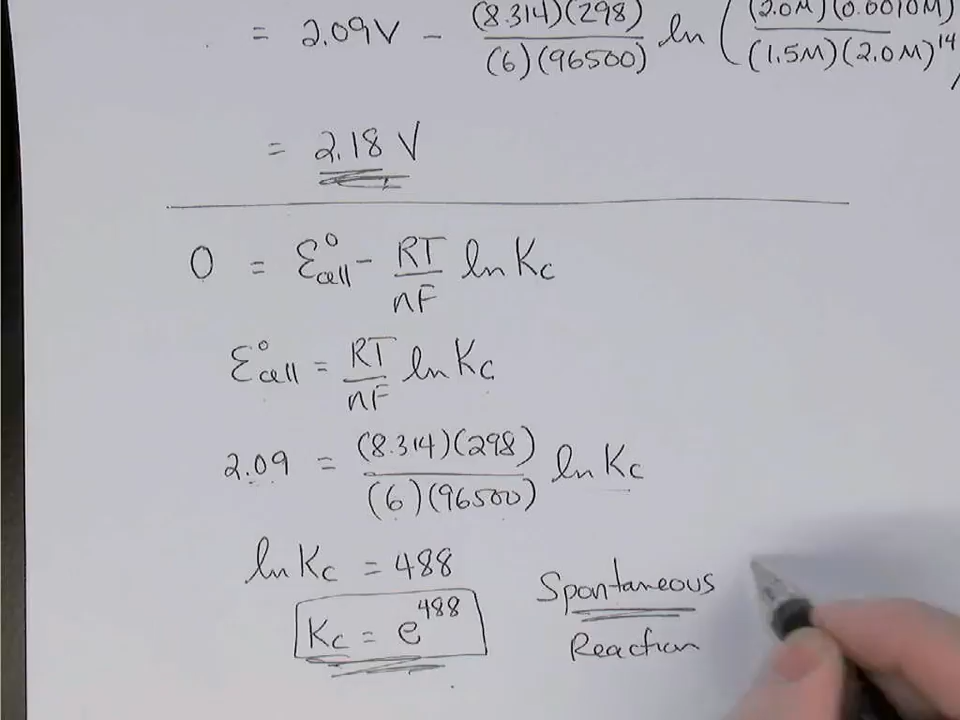 = 2.09V - (8.314)(298) / (6)(96500) ln ((2.0M)(0.0010M) / (1.5M)(2.0M)^14
= 2.18 V
0 = Ɛ°cell - RT/nF ln Kc
Ɛ°cell = RT/nF ln Kc
2.09 = (8.314)(298) / (6)(96500) ln Kc
ln Kc = 488
Kc = e^488
Spontaneous
Reaction